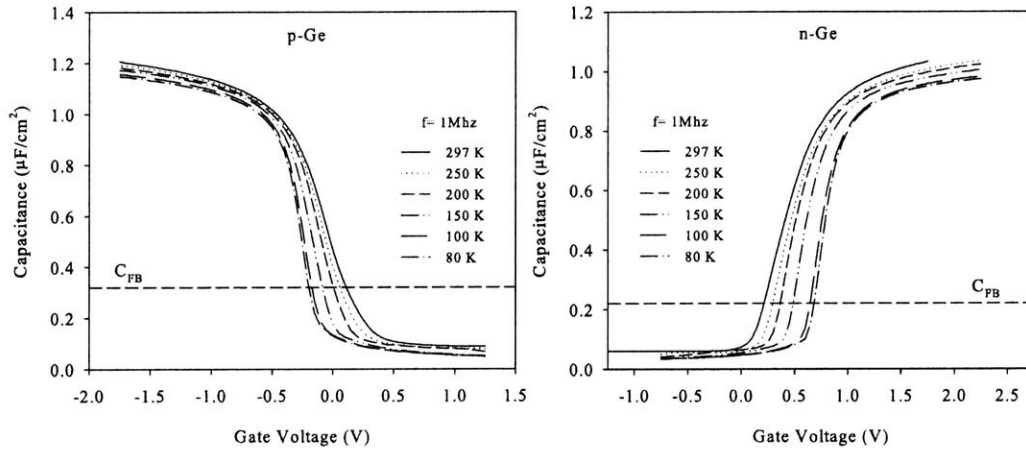 p-Ge
1.4
1.2
1.0
0.8
0.6
0.4
0.2
0.0
Capacitance (µF/cm²)
f= 1Mhz
297 K
250 K
200 K
150 K
100 K
80 K
C_FB
-2.0 -1.5 -1.0 -0.5 0.0 0.5 1.0 1.5
Gate Voltage (V)
n-Ge
1.2
1.0
0.8
0.6
0.4
0.2
0.0
Capacitance (µF/cm²)
f= 1Mhz
297 K
250 K
200 K
150 K
100 K
80 K
C_FB
-1.0 -0.5 0.0 0.5 1.0 1.5 2.0 2.5
Gate Voltage (V)